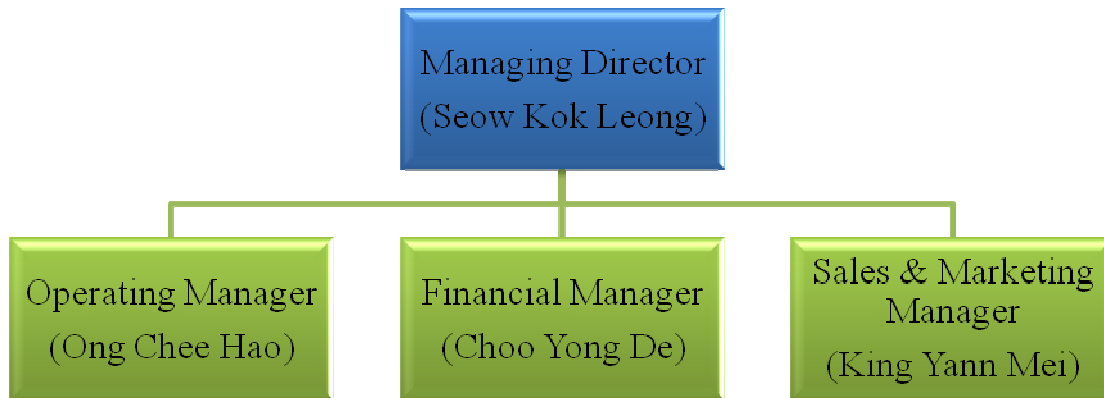 Managing Director
(Seow Kok Leong)
Operating Manager
(Ong Chee Hao)
Financial Manager
(Choo Yong De)
Sales & Marketing
Manager
(King Yann Mei)